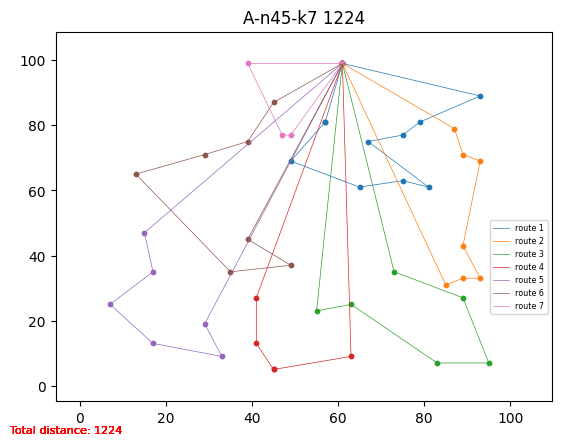 A-n45-k7 1224
100
80
60
40
20
0
0 20 40 60 80 100
route 1
route 2
route 3
route 4
route 5
route 6
route 7
Total distance: 1224